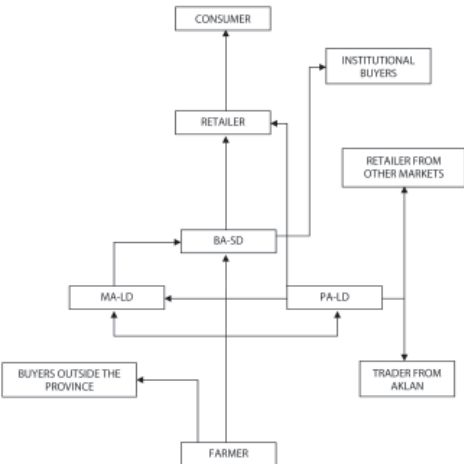 CONSUMER
INSTITUTIONAL
BUYERS
RETAILER
RETAILER FROM
OTHER MARKETS
BA-SD
MA-LD
PA-LD
BUYERS OUTSIDE THE
PROVINCE
TRADER FROM
AKLAN
FARMER